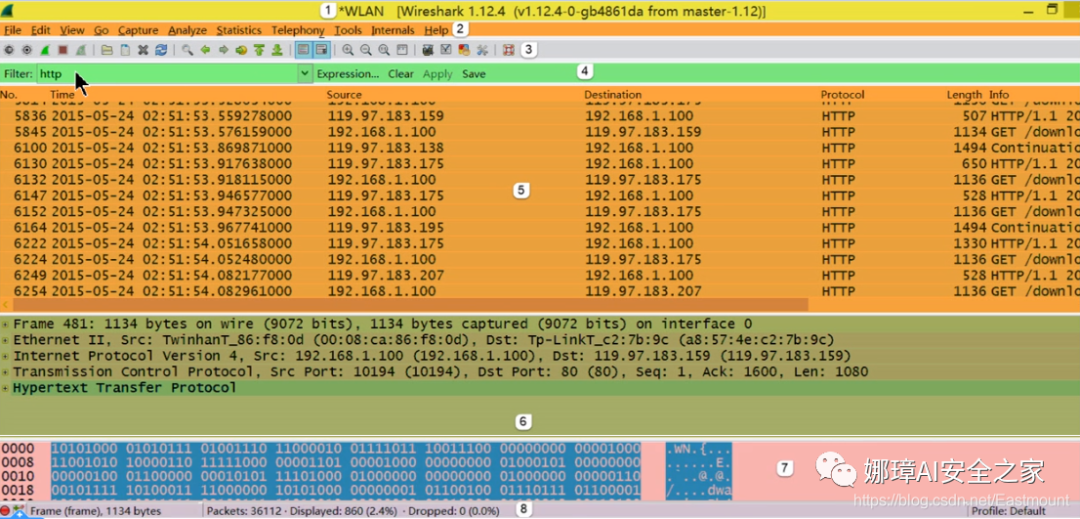 1 *WLAN [Wireshark 1.12.4 (v1.12.4-0-gb4861da from master-1.12)]
File Edit View Go Capture Analyze Statistics Telephony Tools Internals Help 2
3
Filter: http Expression... Clear Apply Save 4
No. Time Source Destination Protocol Length Info
5836 2015-05-24 02:51:53.559278000 119.97.183.159 192.168.1.100 HTTP 507 HTTP/1.1 20
5845 2015-05-24 02:51:53.576159000 192.168.1.100 119.97.183.159 HTTP 1134 GET /downlo
6100 2015-05-24 02:51:53.869871000 119.97.183.138 192.168.1.100 HTTP 1494 Continuatio
6130 2015-05-24 02:51:53.917638000 119.97.183.175 192.168.1.100 HTTP 650 HTTP/1.1 20
6132 2015-05-24 02:51:53.918115000 192.168.1.100 119.97.183.175 HTTP 1136 GET /downlo
6147 2015-05-24 02:51:53.946577000 119.97.183.175 192.168.1.100 HTTP 528 HTTP/1.1 20
6152 2015-05-24 02:51:53.947325000 192.168.1.100 119.97.183.175 HTTP 1136 GET /downlo
6164 2015-05-24 02:51:53.967741000 119.97.183.195 192.168.1.100 HTTP 1494 Continuatio
6222 2015-05-24 02:51:54.051658000 119.97.183.175 192.168.1.100 HTTP 1330 HTTP/1.1 20
6224 2015-05-24 02:51:54.052480000 192.168.1.100 119.97.183.175 HTTP 1136 GET /downlo
6249 2015-05-24 02:51:54.082177000 119.97.183.207 192.168.1.100 HTTP 528 HTTP/1.1 20
6254 2015-05-24 02:51:54.082961000 192.168.1.100 119.97.183.207 HTTP 1136 GET /downlo
5
Frame 481: 1134 bytes on wire (9072 bits), 1134 bytes captured (9072 bits) on interface 0
Ethernet II, Src: TwinhanT_86:f8:0d (00:08:ca:86:f8:0d), Dst: Tp-LinkT_c2:7b:9c (a8:57:4e:c2:7b:9c)
Internet Protocol Version 4, Src: 192.168.1.100 (192.168.1.100), Dst: 119.97.183.159 (119.97.183.159)
Transmission Control Protocol, Src Port: 10194 (10194), Dst Port: 80 (80), Seq: 1, Ack: 1600, Len: 1080
Hypertext Transfer Protocol
6
0000 10101000 01010111 01001110 11000010 01111011 10011100 00000000 00001000 .WN.{...
0008 11001010 10000110 11111000 00001101 00001000 00000000 01000101 00000000 ......E.
0010 00000100 01100000 00010101 11101001 01000000 00000000 01000000 00000110 ....@.@.
0018 00101111 10100011 11000000 10101000 00000001 01100100 01110111 01100001 /....dwa
7
娜璋AI安全之家
https://blog.csdn.net/Eastmount
Frame (frame), 1134 bytes Packets: 36112 · Displayed: 860 (2.4%) · Dropped: 0 (0.0%) 8 Profile: Default